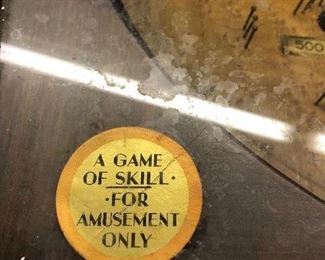 500
A GAME
OF SKILL·
·FOR
AMUSEMENT
ONLY